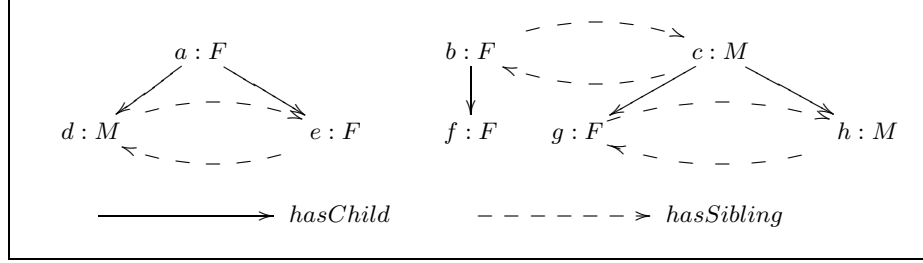 a : F b : F c : M
d : M e : F f : F g : F h : M
hasChild hasSibling